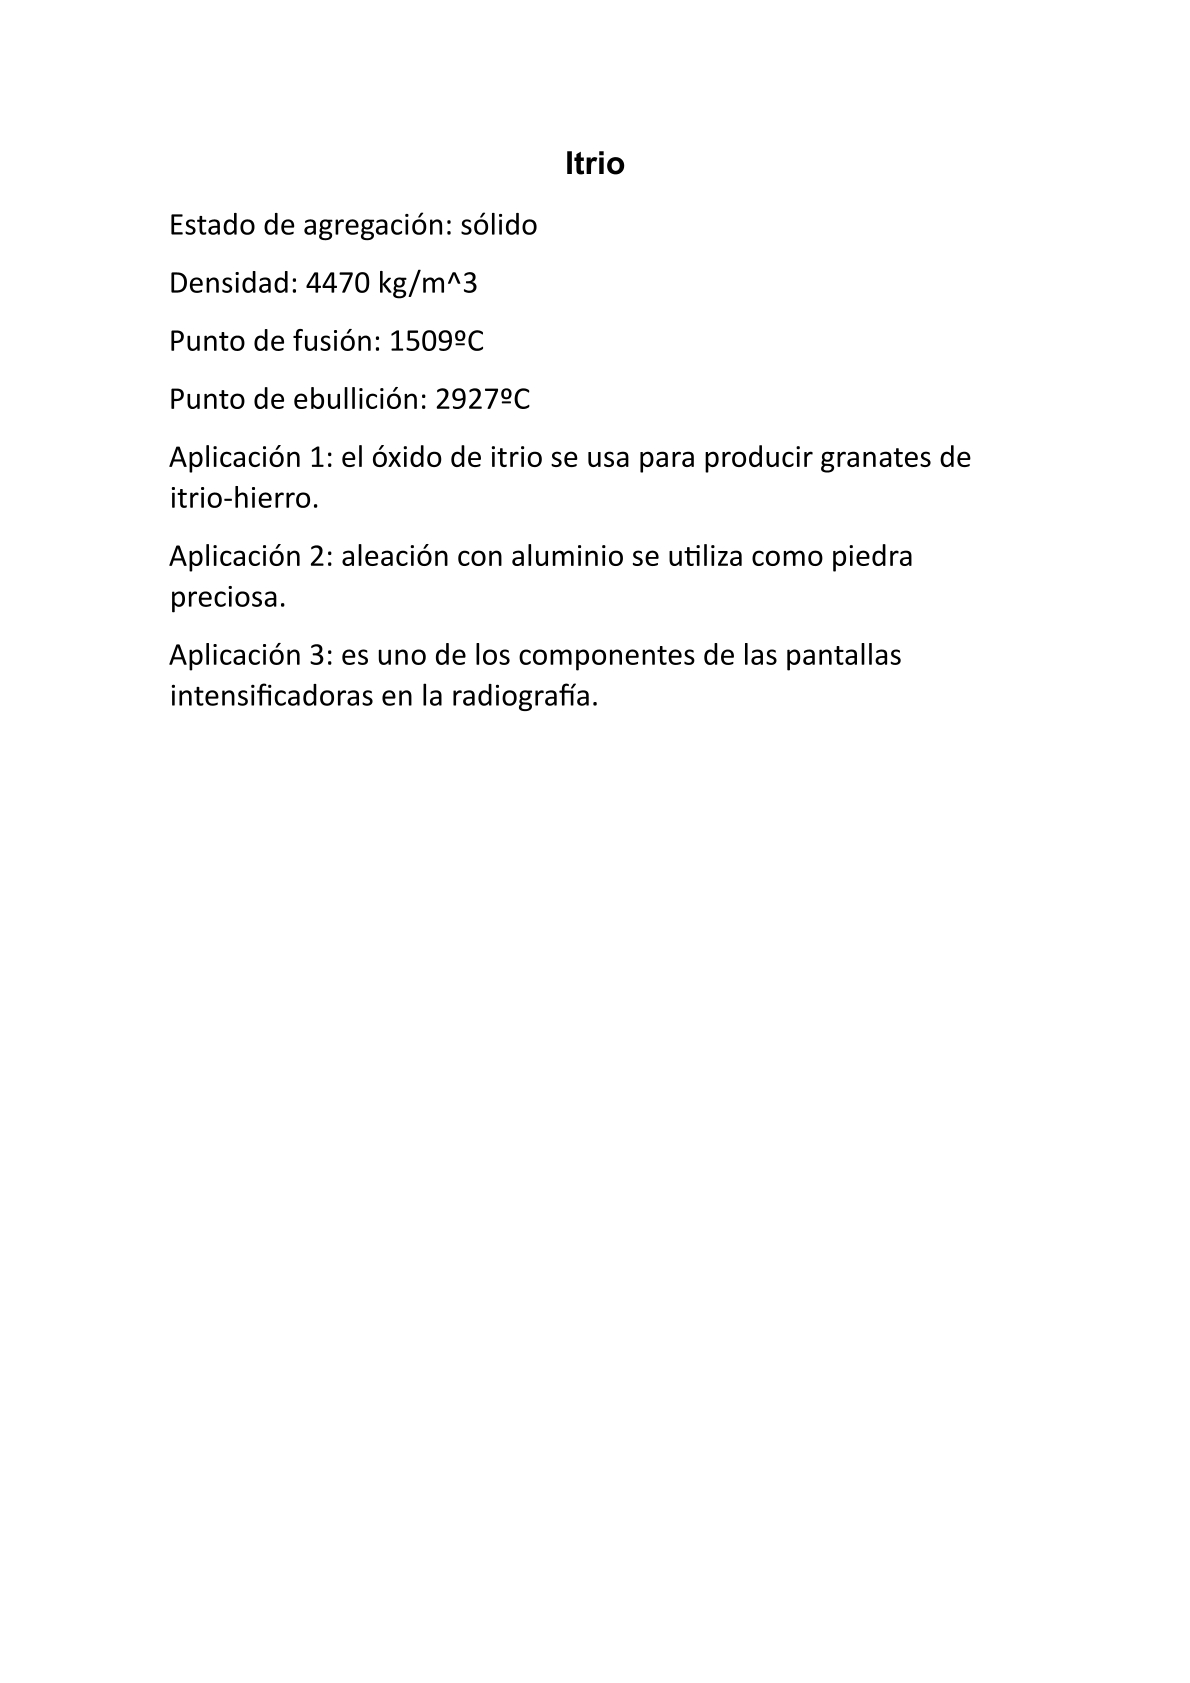 Itrio
Estado de agregación: sólido
Densidad: 4470 kg/m^3
Punto de fusión: 1509ºC
Punto de ebullición: 2927ºC
Aplicación 1: el óxido de itrio se usa para producir granates de
itrio-hierro.
Aplicación 2: aleación con aluminio se utiliza como piedra
preciosa.
Aplicación 3: es uno de los componentes de las pantallas
intensificadoras en la radiografía.